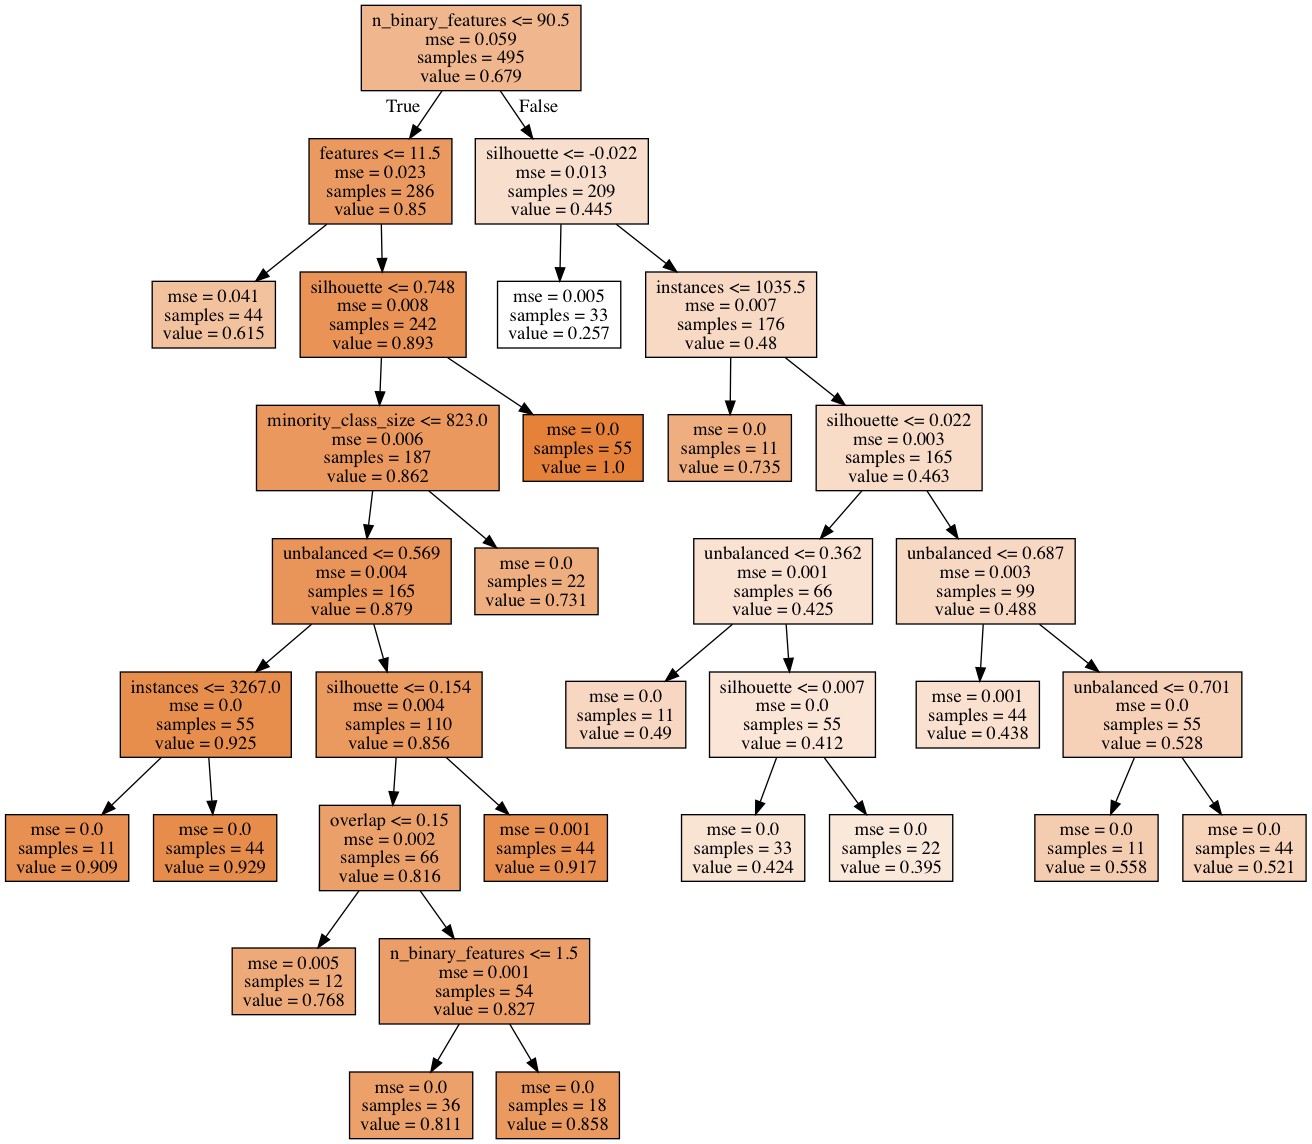 n_binary_features <= 90.5
mse = 0.059
samples = 495
value = 0.679
True
False
features <= 11.5
mse = 0.023
samples = 286
value = 0.85
silhouette <= -0.022
mse = 0.013
samples = 209
value = 0.445
mse = 0.041
samples = 44
value = 0.615
silhouette <= 0.748
mse = 0.008
samples = 242
value = 0.893
mse = 0.005
samples = 33
value = 0.257
instances <= 1035.5
mse = 0.007
samples = 176
value = 0.48
minority_class_size <= 823.0
mse = 0.006
samples = 187
value = 0.862
mse = 0.0
samples = 55
value = 1.0
mse = 0.0
samples = 11
value = 0.735
silhouette <= 0.022
mse = 0.003
samples = 165
value = 0.463
unbalanced <= 0.569
mse = 0.004
samples = 165
value = 0.879
mse = 0.0
samples = 22
value = 0.731
unbalanced <= 0.362
mse = 0.001
samples = 66
value = 0.425
unbalanced <= 0.687
mse = 0.003
samples = 99
value = 0.488
instances <= 3267.0
mse = 0.0
samples = 55
value = 0.925
silhouette <= 0.154
mse = 0.004
samples = 110
value = 0.856
mse = 0.0
samples = 11
value = 0.49
silhouette <= 0.007
mse = 0.0
samples = 55
value = 0.412
mse = 0.001
samples = 44
value = 0.438
unbalanced <= 0.701
mse = 0.0
samples = 55
value = 0.528
mse = 0.0
samples = 11
value = 0.909
mse = 0.0
samples = 44
value = 0.929
overlap <= 0.15
mse = 0.002
samples = 66
value = 0.816
mse = 0.001
samples = 44
value = 0.917
mse = 0.0
samples = 33
value = 0.424
mse = 0.0
samples = 22
value = 0.395
mse = 0.0
samples = 11
value = 0.558
mse = 0.0
samples = 44
value = 0.521
mse = 0.005
samples = 12
value = 0.768
n_binary_features <= 1.5
mse = 0.001
samples = 54
value = 0.827
mse = 0.0
samples = 36
value = 0.811
mse = 0.0
samples = 18
value = 0.858